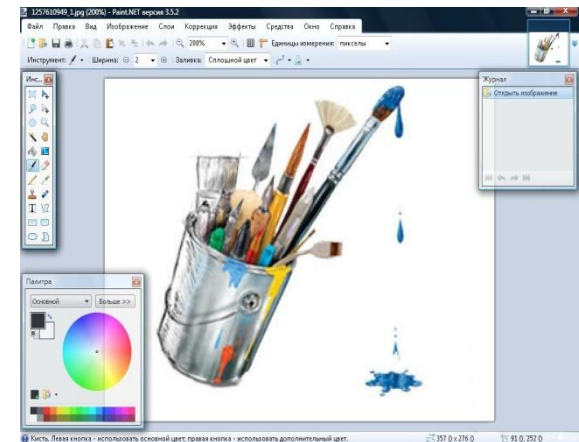 1257610949_1.jpg (200%) - Paint.NET версия 3.5.2
Файл Правка Вид Изображение Слои Коррекция Эффекты Средства Окно Справка
200% Единицы измерения: пикселы
Инструмент: Ширина: 2 Заливка: Сплошной цвет
Инс...
Журнал
Открыть изображение
Палитра
Основной Больше >>
Кисть. Левая кнопка - использовать основной цвет; правая кнопка - использовать дополнительный цвет.
357.0 x 276.0
91.0, 252.0